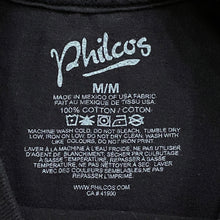 Philcos
M/M
MADE IN MEXICO OF USA FABRIC
FABRIQUE AU MEXIQUE DE TISSU USA.
100% COTTON / COTON
MACHINE WASH COLD, DO NOT BLEACH, TUMBLE DRY
LOW, IRON ON LOW. DO NOT DRY CLEAN. WASH WITH
LIKE COLORS. DO NOT IRON PRINT.
LAVER A LA MACHINE A FROID, NE PAS UTILISER
D'AGENT DE BLANCHIMENT, SÉCHER PAR CULBUTAGE A
BASSE TEMPÉRATURE, REPASSER A BASSE
TEMPÉRATURE. NE PAS NETTOYER A SEC. LAVER
AVEC DES COULEURS SEMBLABLES. NE PAS
REPASSER L'IMPRIMÉ.
WWW.PHILCOS.COM
CA # 41990